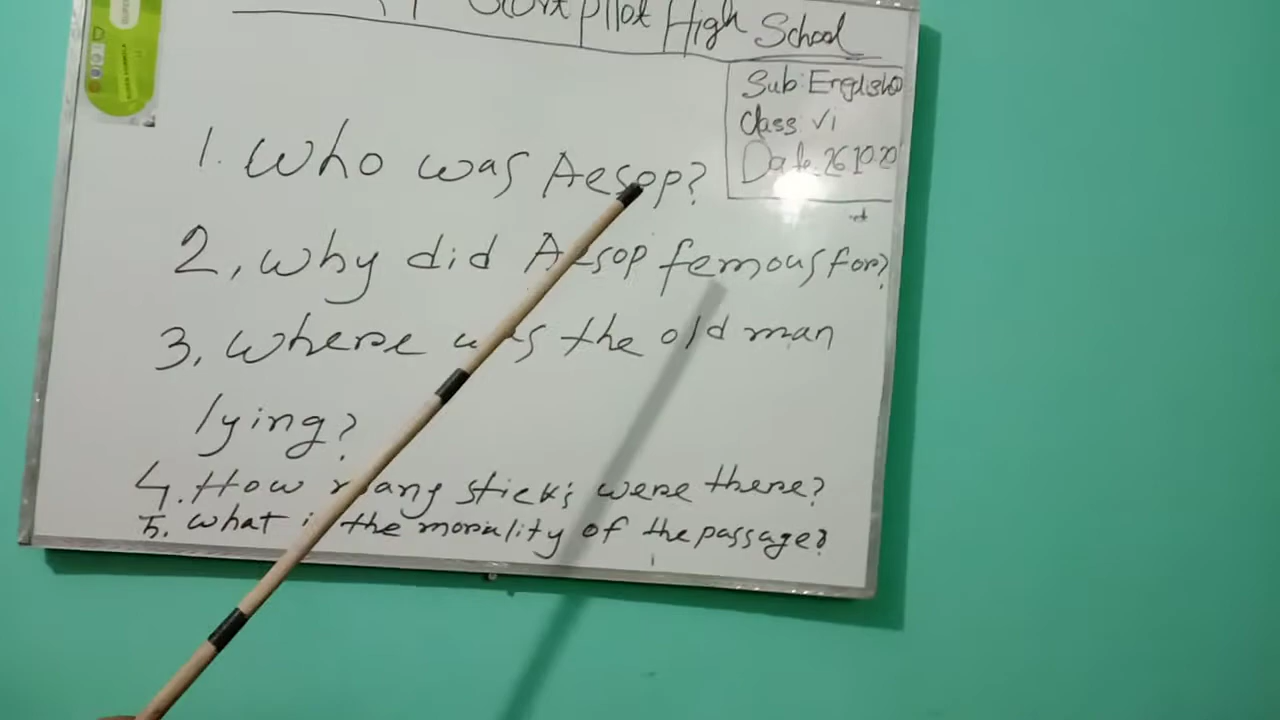 Pilot High School
Sub: English
Class: VI
Date: 26.10.20
1. Who was Aesop?
2, why did Aesop femous for?
3, where was the old man
lying?
4. How many sticks were there?
5. What is the morality of the passage?